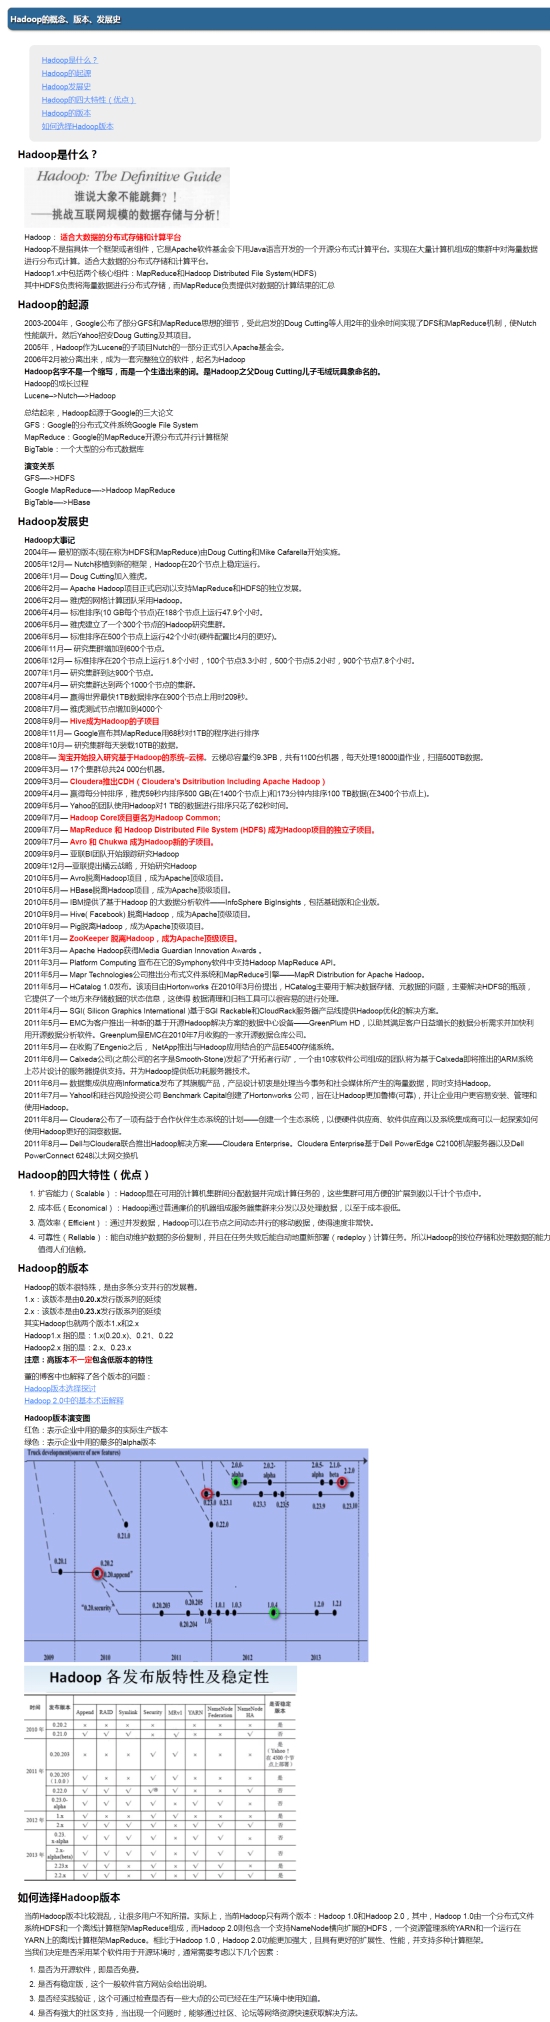 Hadoop的概念、版本、发展史
Hadoop是什么？
Hadoop的起源
Hadoop发展史
Hadoop的四大特性（优点）
Hadoop的版本
如何选择Hadoop版本
Hadoop是什么？
Hadoop: The Definitive Guide
谁说大象不能跳舞？！
——挑战互联网规模的数据存储与分析!
Hadoop： 适合大数据的分布式存储和计算平台
Hadoop不是指具体一个框架或者组件，它是Apache软件基金会下用Java语言开发的一个开源分布式计算平台。实现在大量计算机组成的集群中对海量数据
进行分布式计算。适合大数据的分布式存储和计算平台。
Hadoop1.x中包括两个核心组件：MapReduce和Hadoop Distributed File System(HDFS)
其中HDFS负责将海量数据进行分布式存储，而MapReduce负责提供对数据的计算结果的汇总
Hadoop的起源
2003-2004年，Google公布了部分GFS和MapReduce思想的细节，受此启发的Doug Cutting等人用2年的业余时间实现了DFS和MapReduce机制，使Nutch
性能飙升。然后Yahoo招安Doug Gutting及其项目。
2005年，Hadoop作为Lucene的子项目Nutch的一部分正式引入Apache基金会。
2006年2月被分离出来，成为一套完整独立的软件，起名为Hadoop
Hadoop名字不是一个缩写，而是一个生造出来的词。是Hadoop之父Doug Cutting儿子毛绒玩具象命名的。
Hadoop的成长过程
Lucene–>Nutch—>Hadoop
总结起来，Hadoop起源于Google的三大论文
GFS：Google的分布式文件系统Google File System
MapReduce：Google的MapReduce开源分布式并行计算框架
BigTable：一个大型的分布式数据库
演变关系
GFS—->HDFS
Google MapReduce—->Hadoop MapReduce
BigTable—->HBase
Hadoop发展史
Hadoop大事记
2004年— 最初的版本(现在称为HDFS和MapReduce)由Doug Cutting和Mike Cafarella开始实施。
2005年12月— Nutch移植到新的框架，Hadoop在20个节点上稳定运行。
2006年1月— Doug Cutting加入雅虎。
2006年2月— Apache Hadoop项目正式启动以支持MapReduce和HDFS的独立发展。
2006年2月— 雅虎的网格计算团队采用Hadoop。
2006年4月— 标准排序(10 GB每个节点)在188个节点上运行47.9个小时。
2006年5月— 雅虎建立了一个300个节点的Hadoop研究集群。
2006年5月— 标准排序在500个节点上运行42个小时(硬件配置比4月的更好)。
2006年11月— 研究集群增加到600个节点。
2006年12月— 标准排序在20个节点上运行1.8个小时，100个节点3.3小时，500个节点5.2小时，900个节点7.8个小时。
2007年1月— 研究集群到达900个节点。
2007年4月— 研究集群达到两个1000个节点的集群。
2008年4月— 赢得世界最快1TB数据排序在900个节点上用时209秒。
2008年7月— 雅虎测试节点增加到4000个
2008年9月— Hive成为Hadoop的子项目
2008年11月— Google宣布其MapReduce用68秒对1TB的程序进行排序
2008年10月— 研究集群每天装载10TB的数据。
2008年— 淘宝开始投入研究基于Hadoop的系统–云梯。云梯总容量约9.3PB，共有1100台机器，每天处理18000道作业，扫描500TB数据。
2009年3月— 17个集群总共24 000台机器。
2009年3月— Cloudera推出CDH（Cloudera's Dsitribution Including Apache Hadoop）
2009年4月— 赢得每分钟排序，雅虎59秒内排序500 GB(在1400个节点上)和173分钟内排序100 TB数据(在3400个节点上)。
2009年5月— Yahoo的团队使用Hadoop对1 TB的数据进行排序只花了62秒时间。
2009年7月— Hadoop Core项目更名为Hadoop Common;
2009年7月— MapReduce 和 Hadoop Distributed File System (HDFS) 成为Hadoop项目的独立子项目。
2009年7月— Avro 和 Chukwa 成为Hadoop新的子项目。
2009年9月— 亚联BI团队开始跟踪研究Hadoop
2009年12月—亚联提出橘云战略，开始研究Hadoop
2010年5月— Avro脱离Hadoop项目，成为Apache顶级项目。
2010年5月— HBase脱离Hadoop项目，成为Apache顶级项目。
2010年5月— IBM提供了基于Hadoop 的大数据分析软件——InfoSphere BigInsights，包括基础版和企业版。
2010年9月— Hive( Facebook) 脱离Hadoop，成为Apache顶级项目。
2010年9月— Pig脱离Hadoop，成为Apache顶级项目。
2011年1月— ZooKeeper 脱离Hadoop，成为Apache顶级项目。
2011年3月— Apache Hadoop获得Media Guardian Innovation Awards 。
2011年3月— Platform Computing 宣布在它的Symphony软件中支持Hadoop MapReduce API。
2011年5月— Mapr Technologies公司推出分布式文件系统和MapReduce引擎——MapR Distribution for Apache Hadoop。
2011年5月— HCatalog 1.0发布。该项目由Hortonworks 在2010年3月份提出，HCatalog主要用于解决数据存储、元数据的问题，主要解决HDFS的瓶颈，
它提供了一个地方来存储数据的状态信息，这使得 数据清理和归档工具可以很容易的进行处理。
2011年4月— SGI( Silicon Graphics International )基于SGI Rackable和CloudRack服务器产品线提供Hadoop优化的解决方案。
2011年5月— EMC为客户推出一种新的基于开源Hadoop解决方案的数据中心设备——GreenPlum HD，以助其满足客户日益增长的数据分析需求并加快利
用开源数据分析软件。Greenplum是EMC在2010年7月收购的一家开源数据仓库公司。
2011年5月— 在收购了Engenio之后， NetApp推出与Hadoop应用结合的产品E5400存储系统。
2011年6月— Calxeda公司(之前公司的名字是Smooth-Stone)发起了“开拓者行动”，一个由10家软件公司组成的团队将为基于Calxeda即将推出的ARM系统
上芯片设计的服务器提供支持。并为Hadoop提供低功耗服务器技术。
2011年6月— 数据集成供应商Informatica发布了其旗舰产品，产品设计初衷是处理当今事务和社会媒体所产生的海量数据，同时支持Hadoop。
2011年7月— Yahoo!和硅谷风险投资公司 Benchmark Capital创建了Hortonworks 公司，旨在让Hadoop更加鲁棒(可靠)，并让企业用户更容易安装、管理和
使用Hadoop。
2011年8月— Cloudera公布了一项有益于合作伙伴生态系统的计划——创建一个生态系统，以便硬件供应商、软件供应商以及系统集成商可以一起探索如何
使用Hadoop更好的洞察数据。
2011年8月— Dell与Cloudera联合推出Hadoop解决方案——Cloudera Enterprise。Cloudera Enterprise基于Dell PowerEdge C2100机架服务器以及Dell
PowerConnect 6248以太网交换机
Hadoop的四大特性（优点）
1. 扩容能力（Scalable）：Hadoop是在可用的计算机集群间分配数据并完成计算任务的，这些集群可用方便的扩展到数以千计个节点中。
2. 成本低（Economical）：Hadoop通过普通廉价的机器组成服务器集群来分发以及处理数据，以至于成本很低。
3. 高效率（Efficient）：通过并发数据，Hadoop可以在节点之间动态并行的移动数据，使得速度非常快。
4. 可靠性（Rellable）：能自动维护数据的多份复制，并且在任务失败后能自动地重新部署（redeploy）计算任务。所以Hadoop的按位存储和处理数据的能力
值得人们信赖。
Hadoop的版本
Hadoop的版本很特殊，是由多条分支并行的发展着。
1.x：该版本是由0.20.x发行版系列的延续
2.x：该版本是由0.23.x发行版系列的延续
其实Hadoop也就两个版本1.x和2.x
Hadoop1.x 指的是：1.x(0.20.x)、0.21、0.22
Hadoop2.x 指的是：2.x、0.23.x
注意：高版本不一定包含低版本的特性
董的博客中也解释了各个版本的问题：
Hadoop版本选择探讨
Hadoop 2.0中的基本术语解释
Hadoop版本演变图
红色：表示企业中用的最多的实际生产版本
绿色：表示企业中用的最多的alpha版本
Truck development(source of new features)
2.0.0-alaha 2.0.2-alpha 2.0.5-alpha 2.1.0-beta 2.2.0
0.23.0 0.23.1 0.23.3 0.23.5 0.23.9 0.23.10
0.21.0 0.22.0
0.20.1 0.20.2
"0.20.append"
"0.20.security" 0.20.203 0.20.204 0.20.205 1.0 1.0.1 1.0.3 1.0.4 1.2.0 1.2.1
2009 2010 2011 2012 2013
Hadoop 各发布版特性及稳定性
时间 发布版本 Append RAID Symlink Security MRv1 YARN NameNode Federation NameNode HA 是否稳定版本
2010 年 0.20.2 × × × × √ × × × 是
0.21.0 √ √ √ × √ × × √ 否
2011 年 0.20.203 × × × √ √ × × × 是（Yahoo！在 4500 个节点上部署）
0.20.205（1.0.0） √ × × √ √ × × × 是
0.22.0 √ √ √ √ √ × × √ 否
0.23.0-alpha √ √ √ √ × √ √ × 否
2012 年 1.x √ × × √ √ × × × 是
2.x √ √ √ √ × √ √ √ 否
2013 年 0.23.x-alpha √ √ √ √ × √ √ × 否
2.x-alpha(beta) √ √ √ √ × √ √ √ 否
2.23.x √ √ × √ × √ √ × 是
2.2.x √ √ × √ × √ √ √ 是
如何选择Hadoop版本
当前Hadoop版本比较混乱，让很多用户不知所措。实际上，当前Hadoop只有两个版本：Hadoop 1.0和Hadoop 2.0，其中，Hadoop 1.0由一个分布式文件
系统HDFS和一个离线计算框架MapReduce组成，而Hadoop 2.0则包含一个支持NameNode横向扩展的HDFS，一个资源管理系统YARN和一个运行在
YARN上的离线计算框架MapReduce。相比于Hadoop 1.0，Hadoop 2.0功能更加强大，且具有更好的扩展性、性能，并支持多种计算框架。
当我们决定是否采用某个软件用于开源环境时，通常需要考虑以下几个因素：
1. 是否为开源软件，即是否免费。
2. 是否有稳定版，这个一般软件官方网站会给出说明。
3. 是否经实践验证，这个可通过检查是否有一些大点的公司已经在生产环境中使用知道。
4. 是否有强大的社区支持，当出现一个问题时，能够通过社区、论坛等网络资源快速获取解决方法。